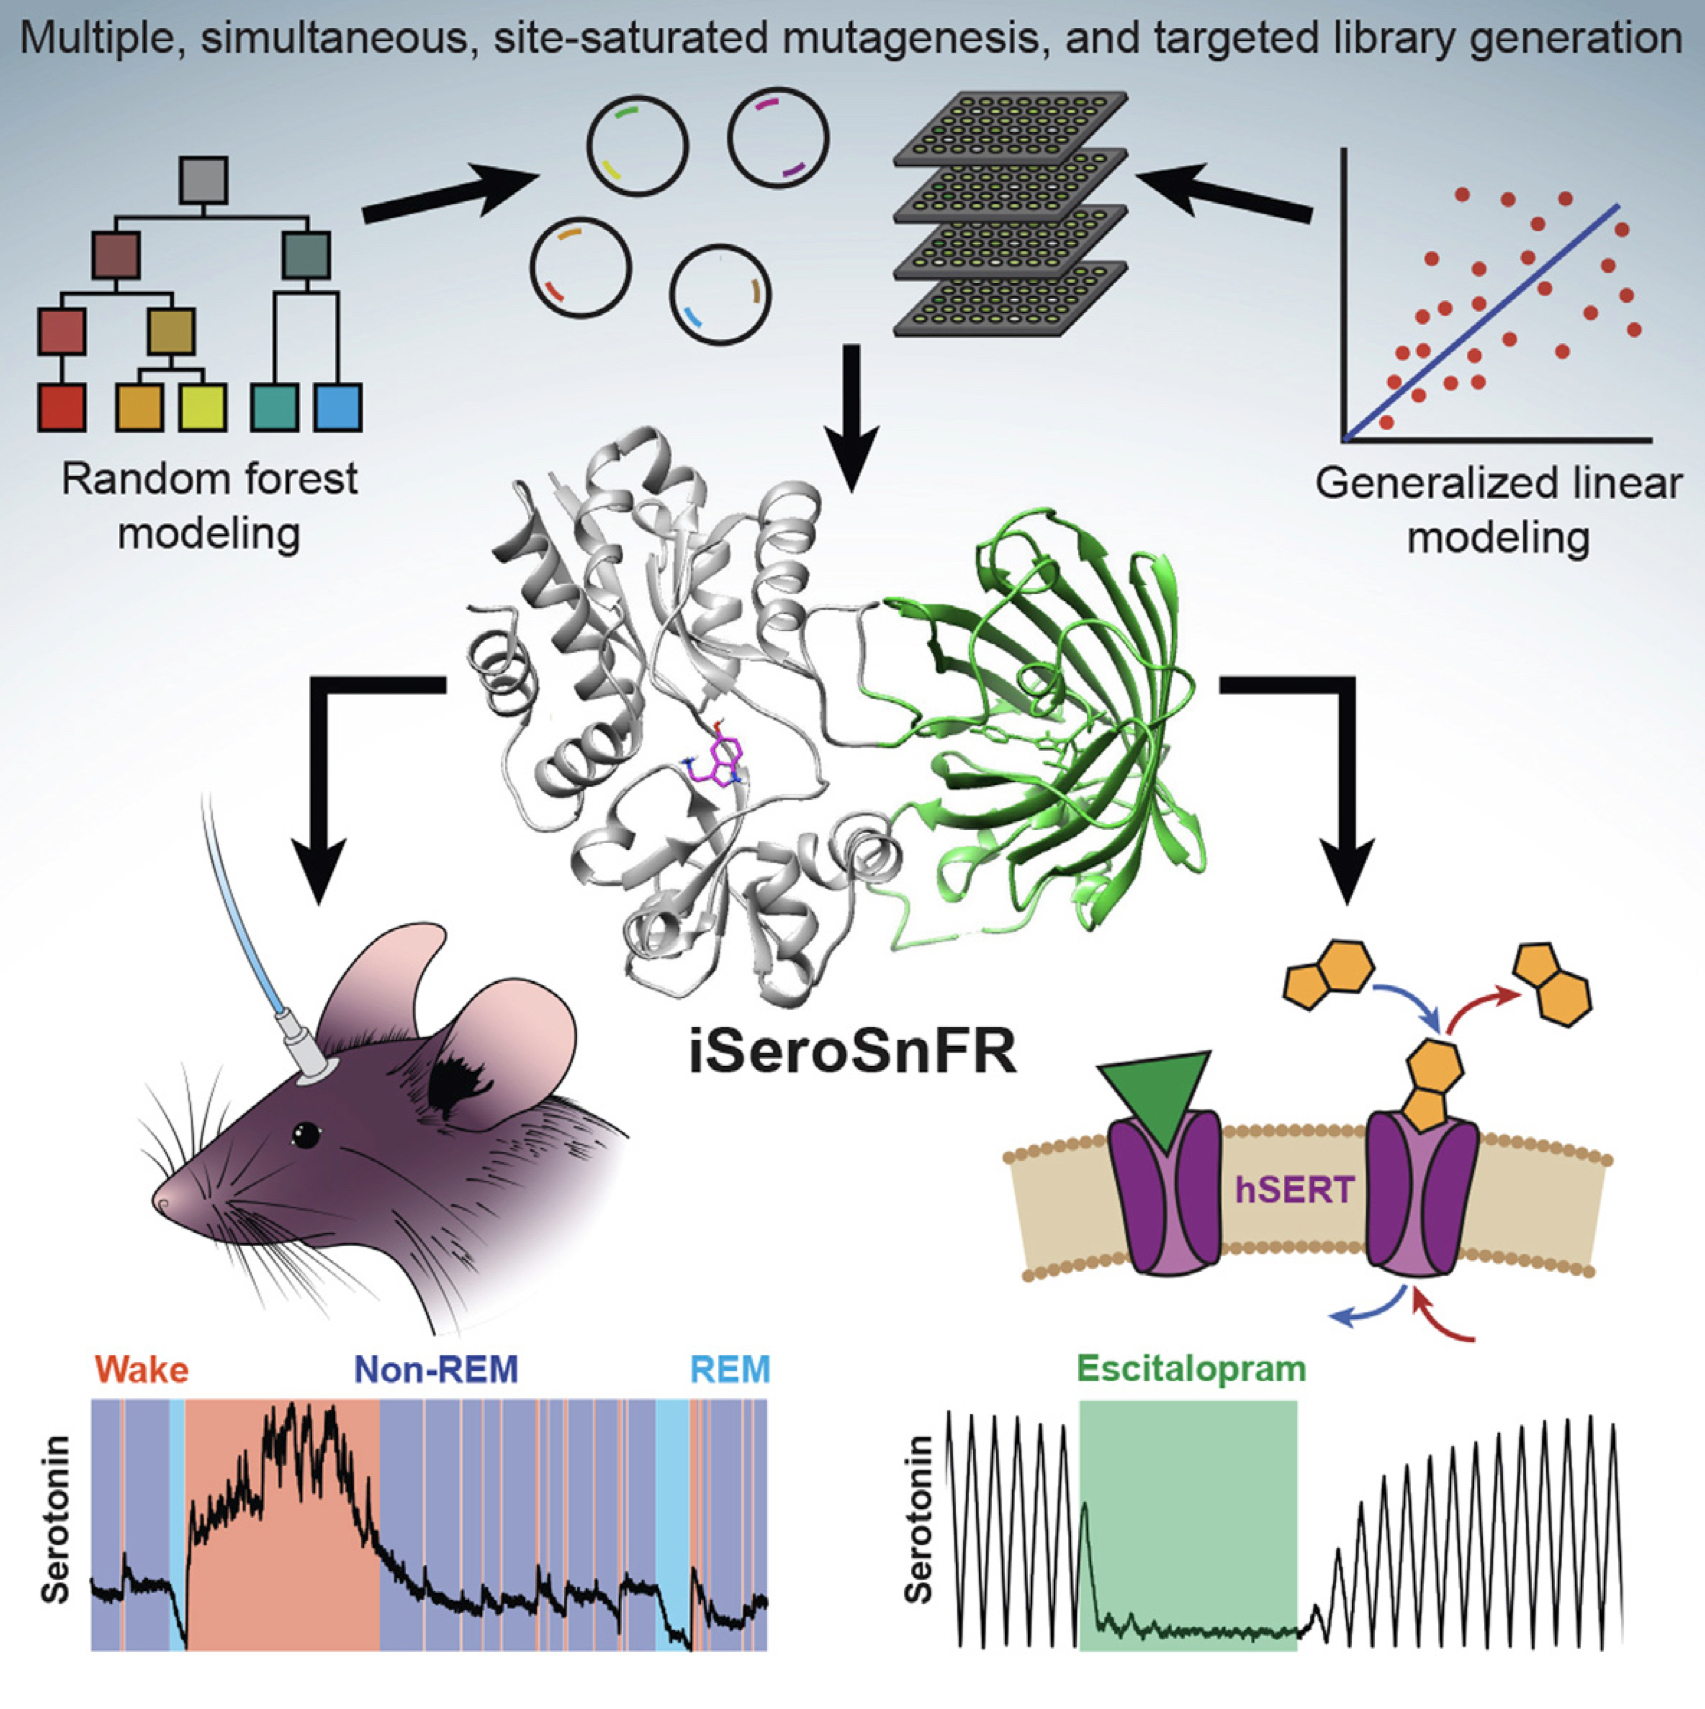 Multiple, simultaneous, site-saturated mutagenesis, and targeted library generation
Random forest
modeling
Generalized linear
modeling
iSeroSnFR
hSERT
Wake
Non-REM
REM
Serotonin
Escitalopram
Serotonin